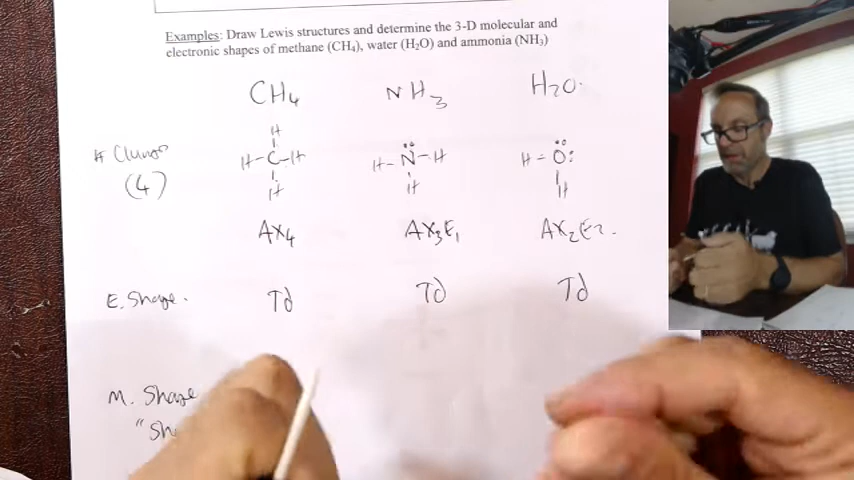 Examples: Draw Lewis structures and determine the 3-D molecular and
electronic shapes of methane (CH₄), water (H₂O) and ammonia (NH₃)
CH₄ NH₃ H₂O
H
H-C-H H-N-H H-O:
(4) H H H
AX₄ AX₃E₁ AX₂E₂
E. Shape. Td Td Td
M. Shape
"Sh